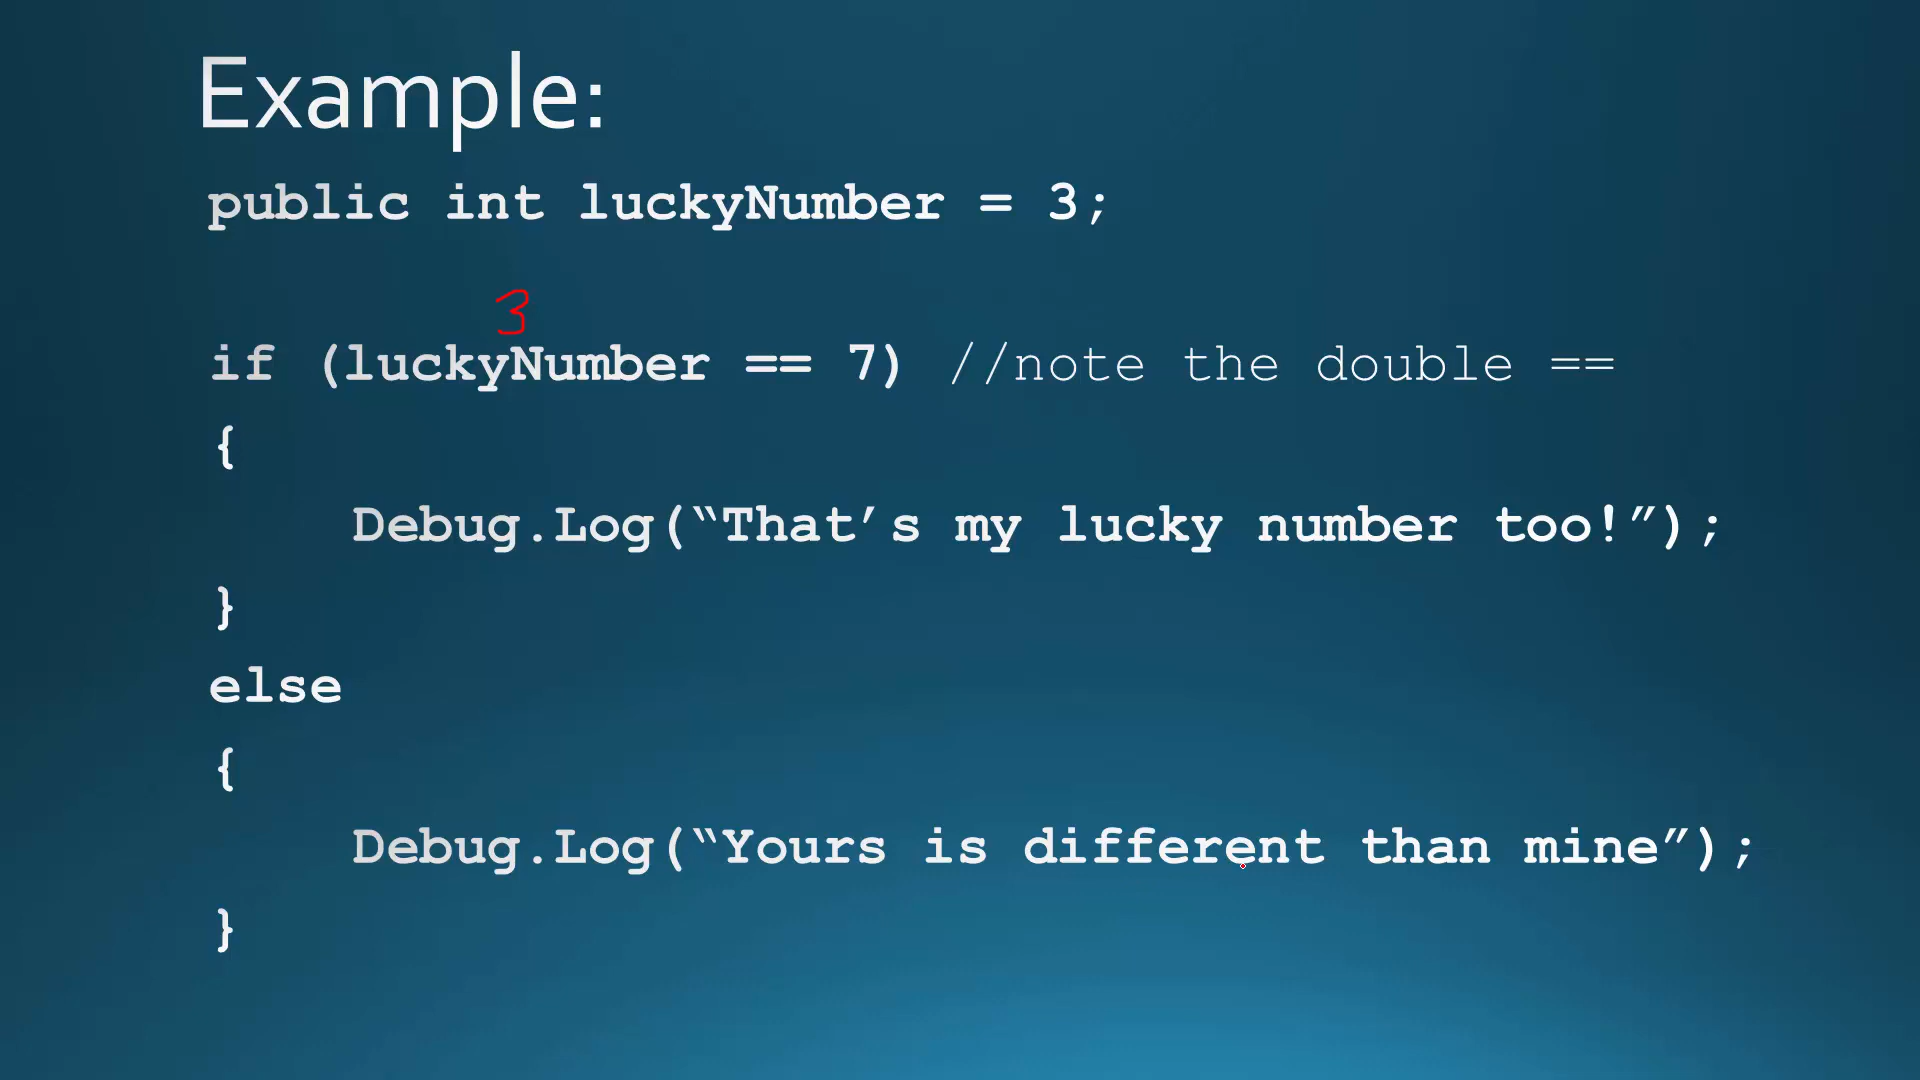 Example:
public int luckyNumber = 3;
3
if (luckyNumber == 7) //note the double ==
{
Debug.Log(“That’s my lucky number too!”);
}
else
{
Debug.Log(“Yours is different than mine”);
}